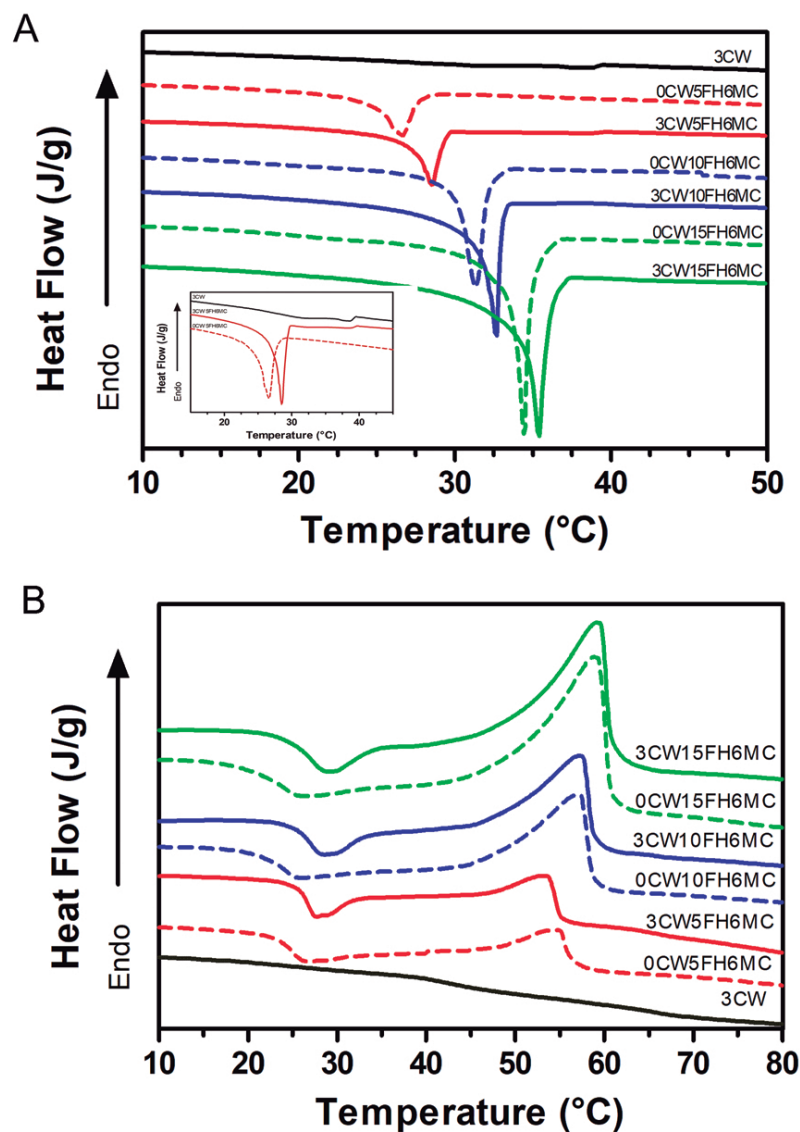 A
3CW
0CW5FH6MC
3CW5FH6MC
0CW10FH6MC
3CW10FH6MC
0CW15FH6MC
3CW15FH6MC
Heat Flow (J/g)
Endo
3CW
3CW5FH6MC
0CW5FH6MC
Heat Flow (J/g)
Endo
20 30 40
Temperature (°C)
10 20 30 40 50
Temperature (°C)
B
3CW15FH6MC
0CW15FH6MC
3CW10FH6MC
0CW10FH6MC
3CW5FH6MC
0CW5FH6MC
3CW
Heat Flow (J/g)
Endo
10 20 30 40 50 60 70 80
Temperature (°C)